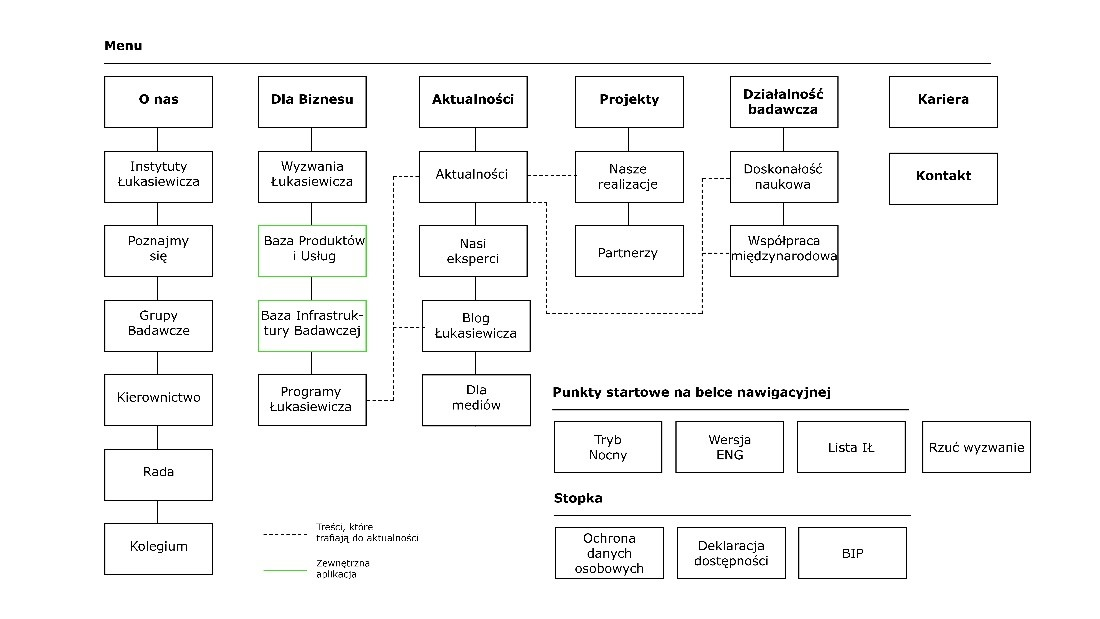 Menu
O nas
Dla Biznesu
Aktualności
Projekty
Działalność
badawcza
Kariera
Instytuty
Łukasiewicza
Wyzwania
Łukasiewicza
Aktualności
Nasze
realizacje
Doskonałość
naukowa
Kontakt
Poznajmy
się
Baza Produktów
i Usług
Nasi
eksperci
Partnerzy
Współpraca
międzynarodowa
Grupy
Badawcze
Baza Infrastruk-
tury Badawczej
Blog
Łukasiewicza
Kierownictwo
Programy
Łukasiewicza
Dla
mediów
Rada
Kolegium
Treści, które
trafiają do aktualności
Zewnętrzna
aplikacja
Punkty startowe na belce nawigacyjnej
Tryb
Nocny
Wersja
ENG
Lista IŁ
Rzuć wyzwanie
Stopka
Ochrona
danych
osobowych
Deklaracja
dostępności
BIP